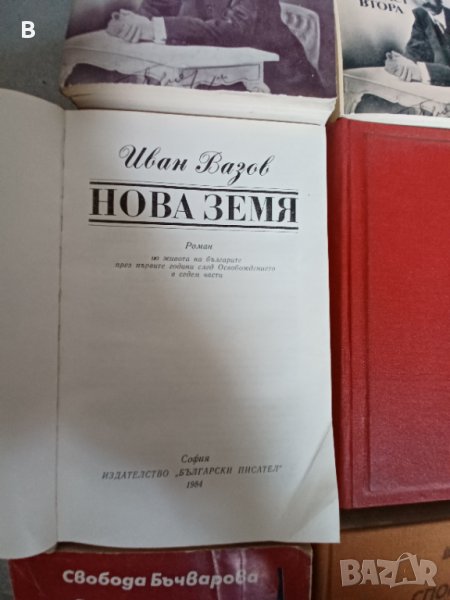 B
ВТОРА
Иван Вазов
НОВА ЗЕМЯ
Роман
из живота на българите
през първите години след Освобождението
в седем части
София
ИЗДАТЕЛСТВО „БЪЛГАРСКИ ПИСАТЕЛ“
1984
Свобода Бъчварова
BAZAR